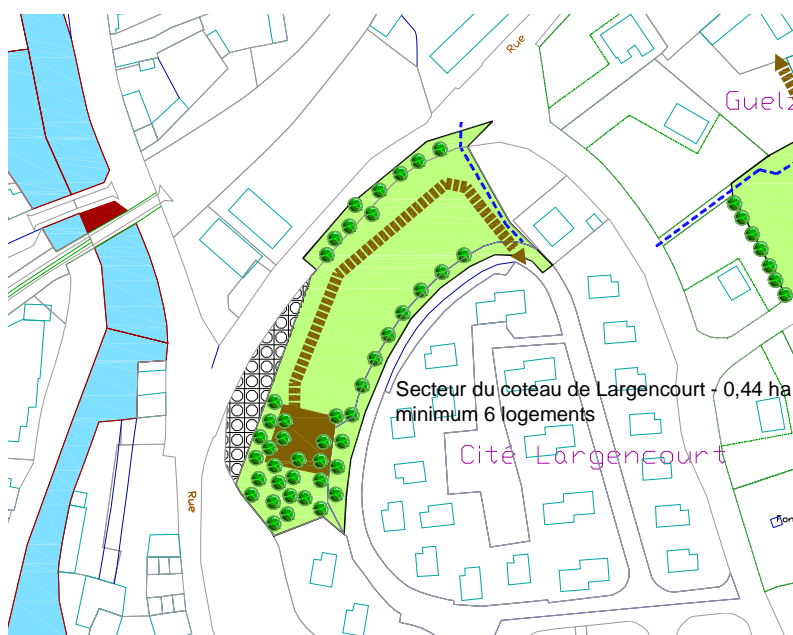 Rue
Guelz
Secteur du coteau de Largencourt - 0,44 ha
minimum 6 logements
Cité Largencourt
Rue